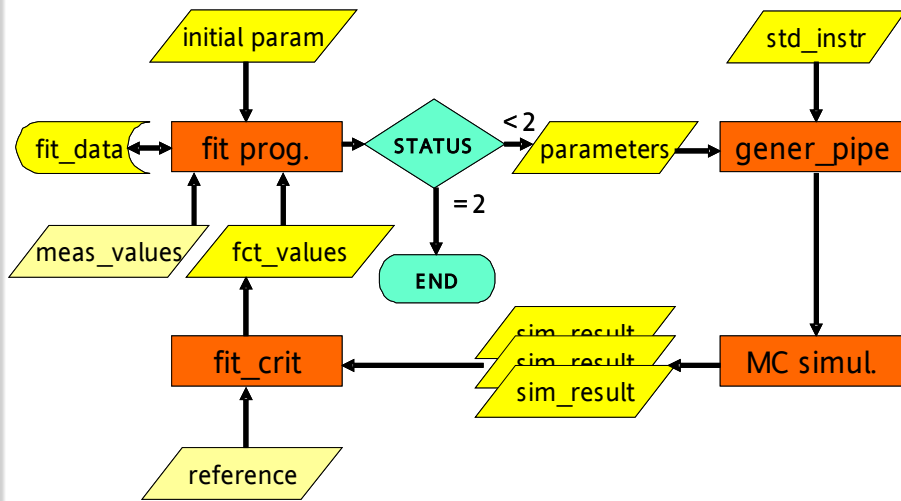 initial param
std_instr
fit_data
fit prog.
STATUS
< 2
parameters
gener_pipe
= 2
meas_values
fct_values
END
sim_result
sim_result
sim_result
fit_crit
MC simul.
reference